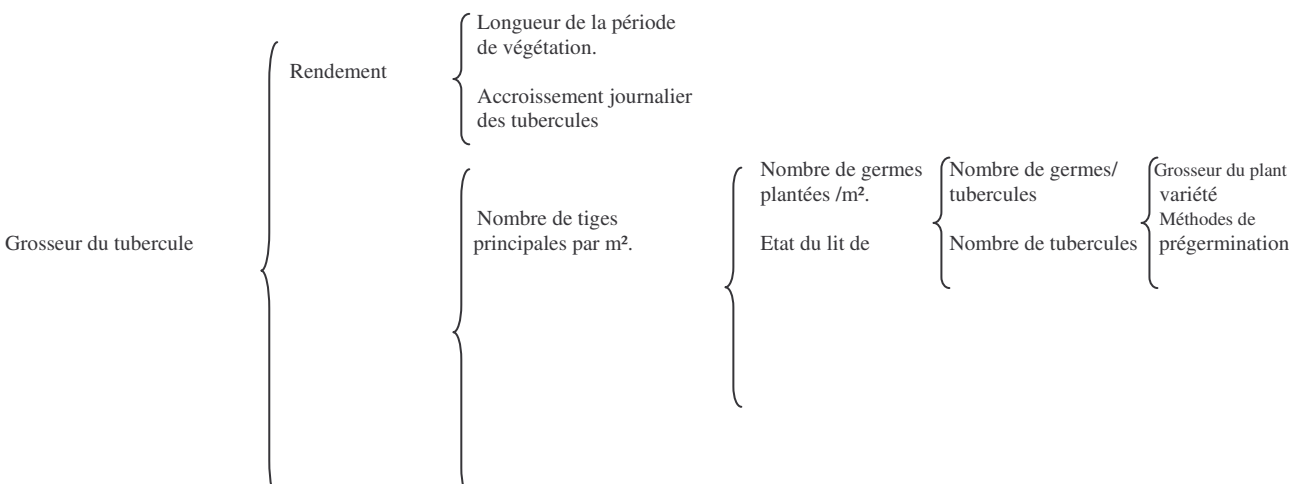 Longueur de la période
de végétation.
Rendement
Accroissement journalier
des tubercules
Grosseur du tubercule
Nombre de tiges
principales par m².
Nombre de germes
plantées /m².
Etat du lit de
Nombre de germes/
tubercules
Nombre de tubercules
Grosseur du plant
variété
Méthodes de
prégermination